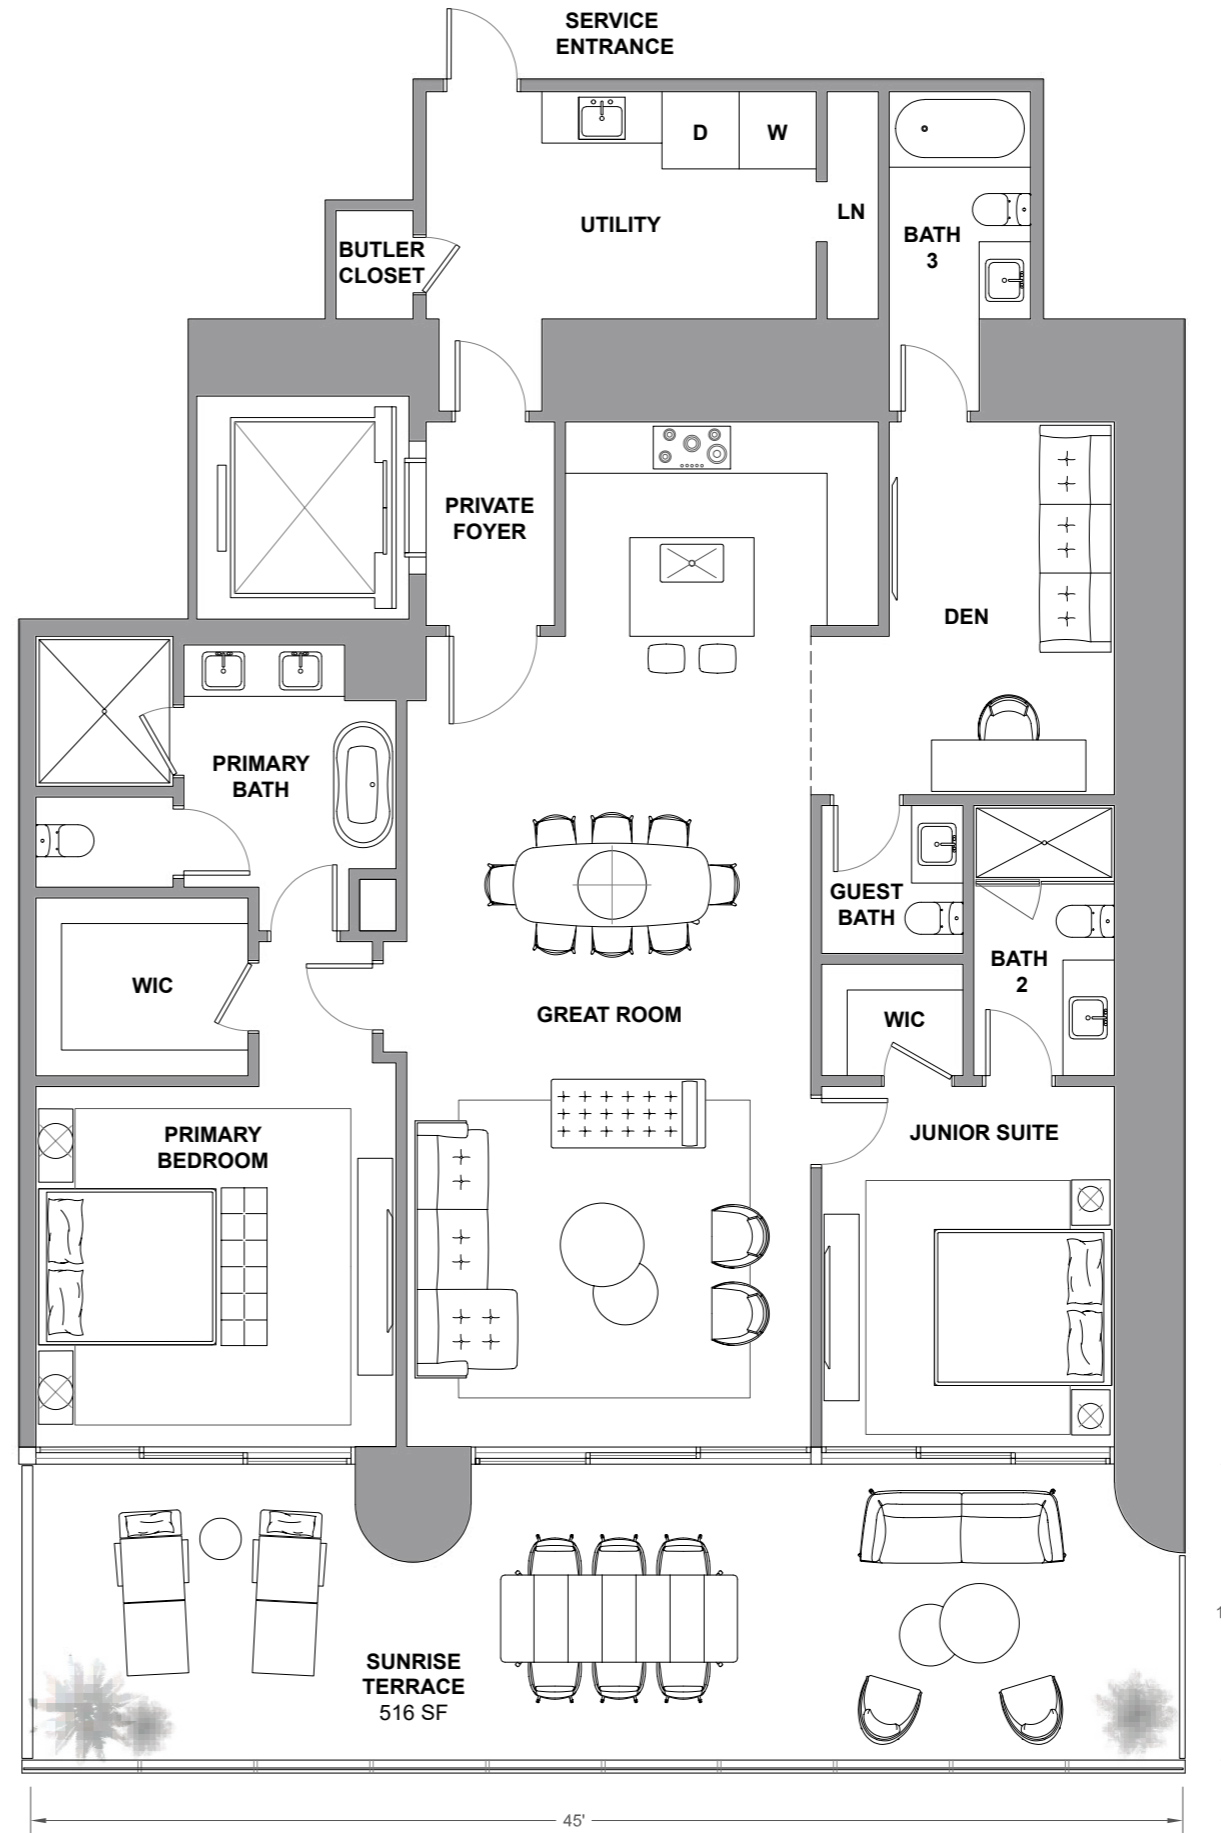 SERVICE
ENTRANCE
D
W
UTILITY
LN
BATH
3
BUTLER
CLOSET
PRIVATE
FOYER
DEN
PRIMARY
BATH
GUEST
BATH
BATH
2
WIC
GREAT ROOM
WIC
JUNIOR SUITE
PRIMARY
BEDROOM
SUNRISE
TERRACE
516 SF
45'